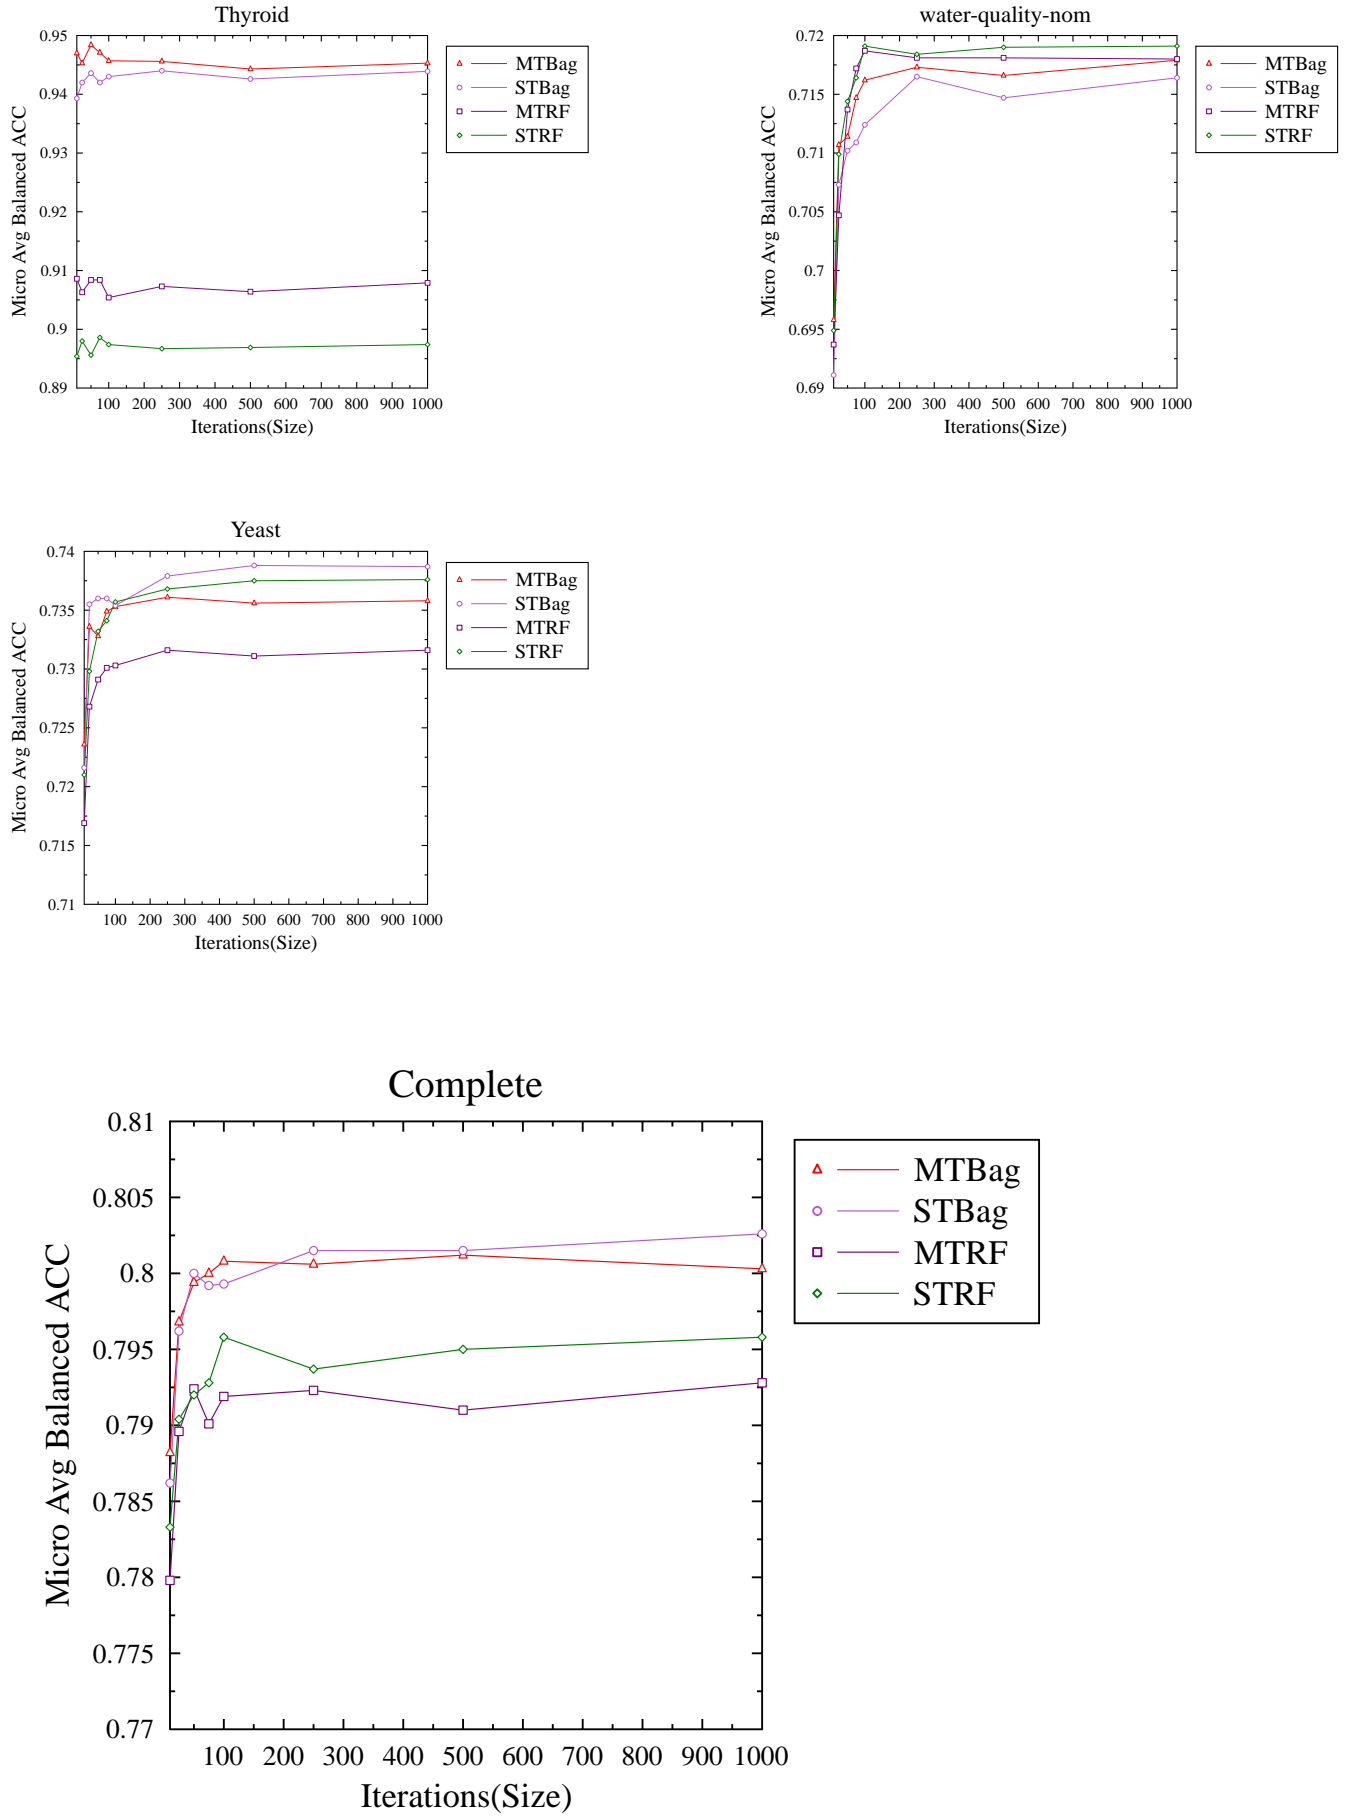 Thyroid
0.95
0.94
0.93
0.92
0.91
0.9
0.89
Micro Avg Balanced ACC
100 200 300 400 500 600 700 800 900 1000
Iterations(Size)
MTBag
STBag
MTRF
STRF
water-quality-nom
0.72
0.715
0.71
0.705
0.7
0.695
0.69
Micro Avg Balanced ACC
100 200 300 400 500 600 700 800 900 1000
Iterations(Size)
MTBag
STBag
MTRF
STRF
Yeast
0.74
0.735
0.73
0.725
0.72
0.715
0.71
Micro Avg Balanced ACC
100 200 300 400 500 600 700 800 900 1000
Iterations(Size)
MTBag
STBag
MTRF
STRF
Complete
0.81
0.805
0.8
0.795
0.79
0.785
0.78
0.775
0.77
Micro Avg Balanced ACC
100 200 300 400 500 600 700 800 900 1000
Iterations(Size)
MTBag
STBag
MTRF
STRF